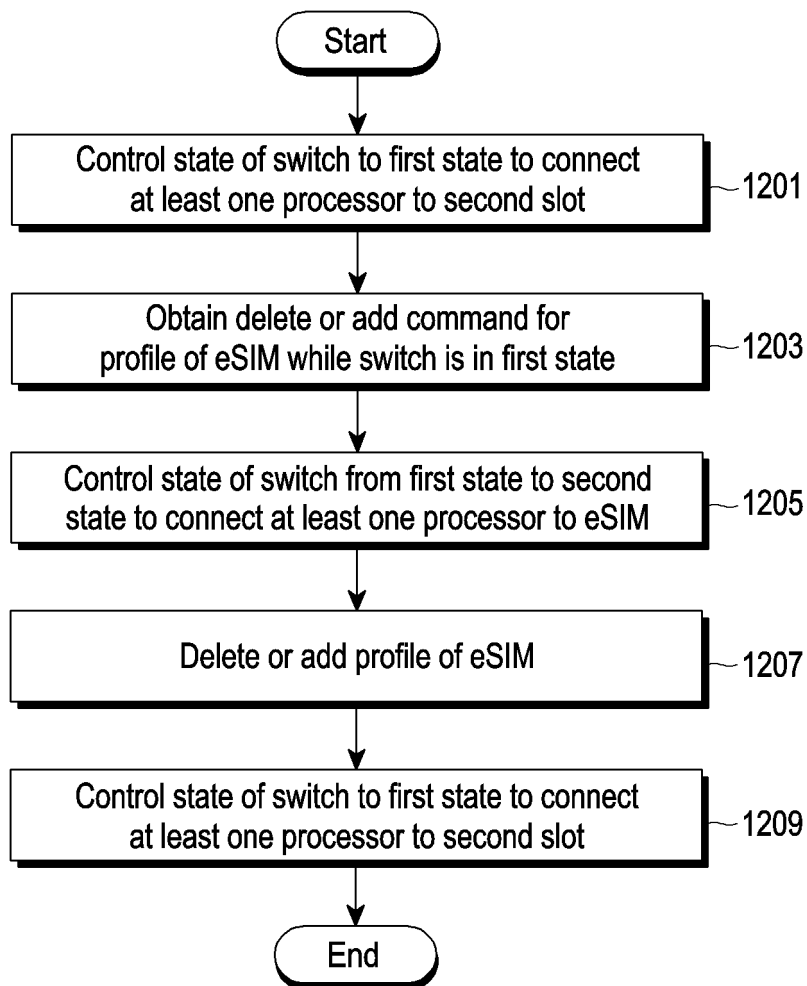 Start
Control state of switch to first state to connect
at least one processor to second slot
1201
Obtain delete or add command for
profile of eSIM while switch is in first state
1203
Control state of switch from first state to second
state to connect at least one processor to eSIM
1205
Delete or add profile of eSIM
1207
Control state of switch to first state to connect
at least one processor to second slot
1209
End